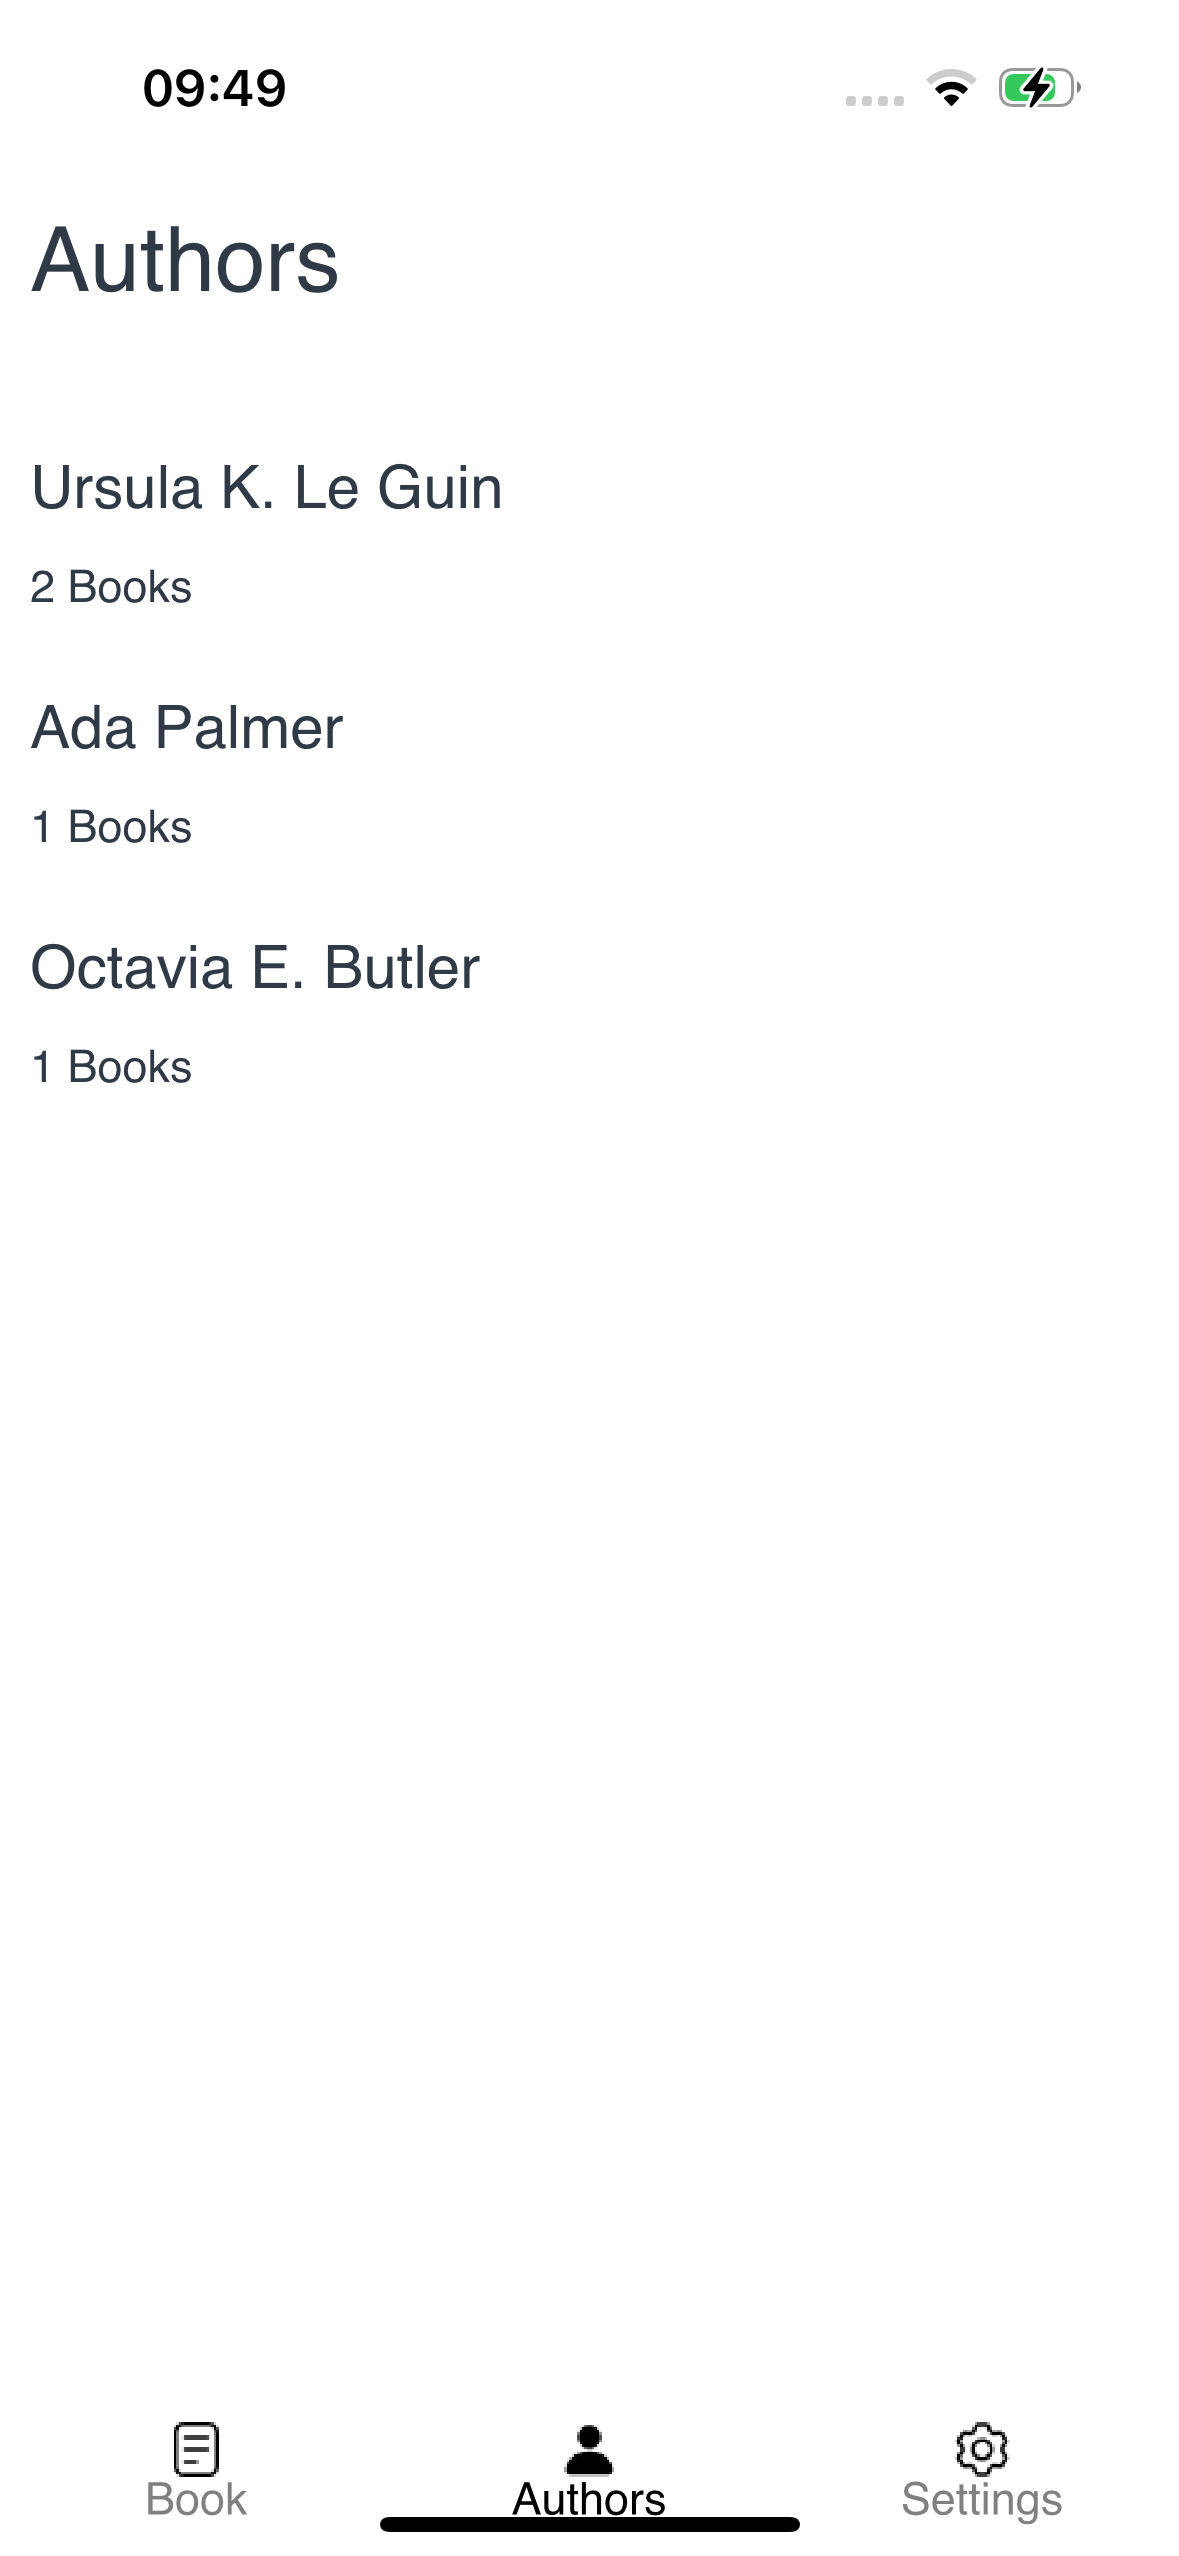 09:49
Authors
Ursula K. Le Guin
2 Books
Ada Palmer
1 Books
Octavia E. Butler
1 Books
Book
Authors
Settings